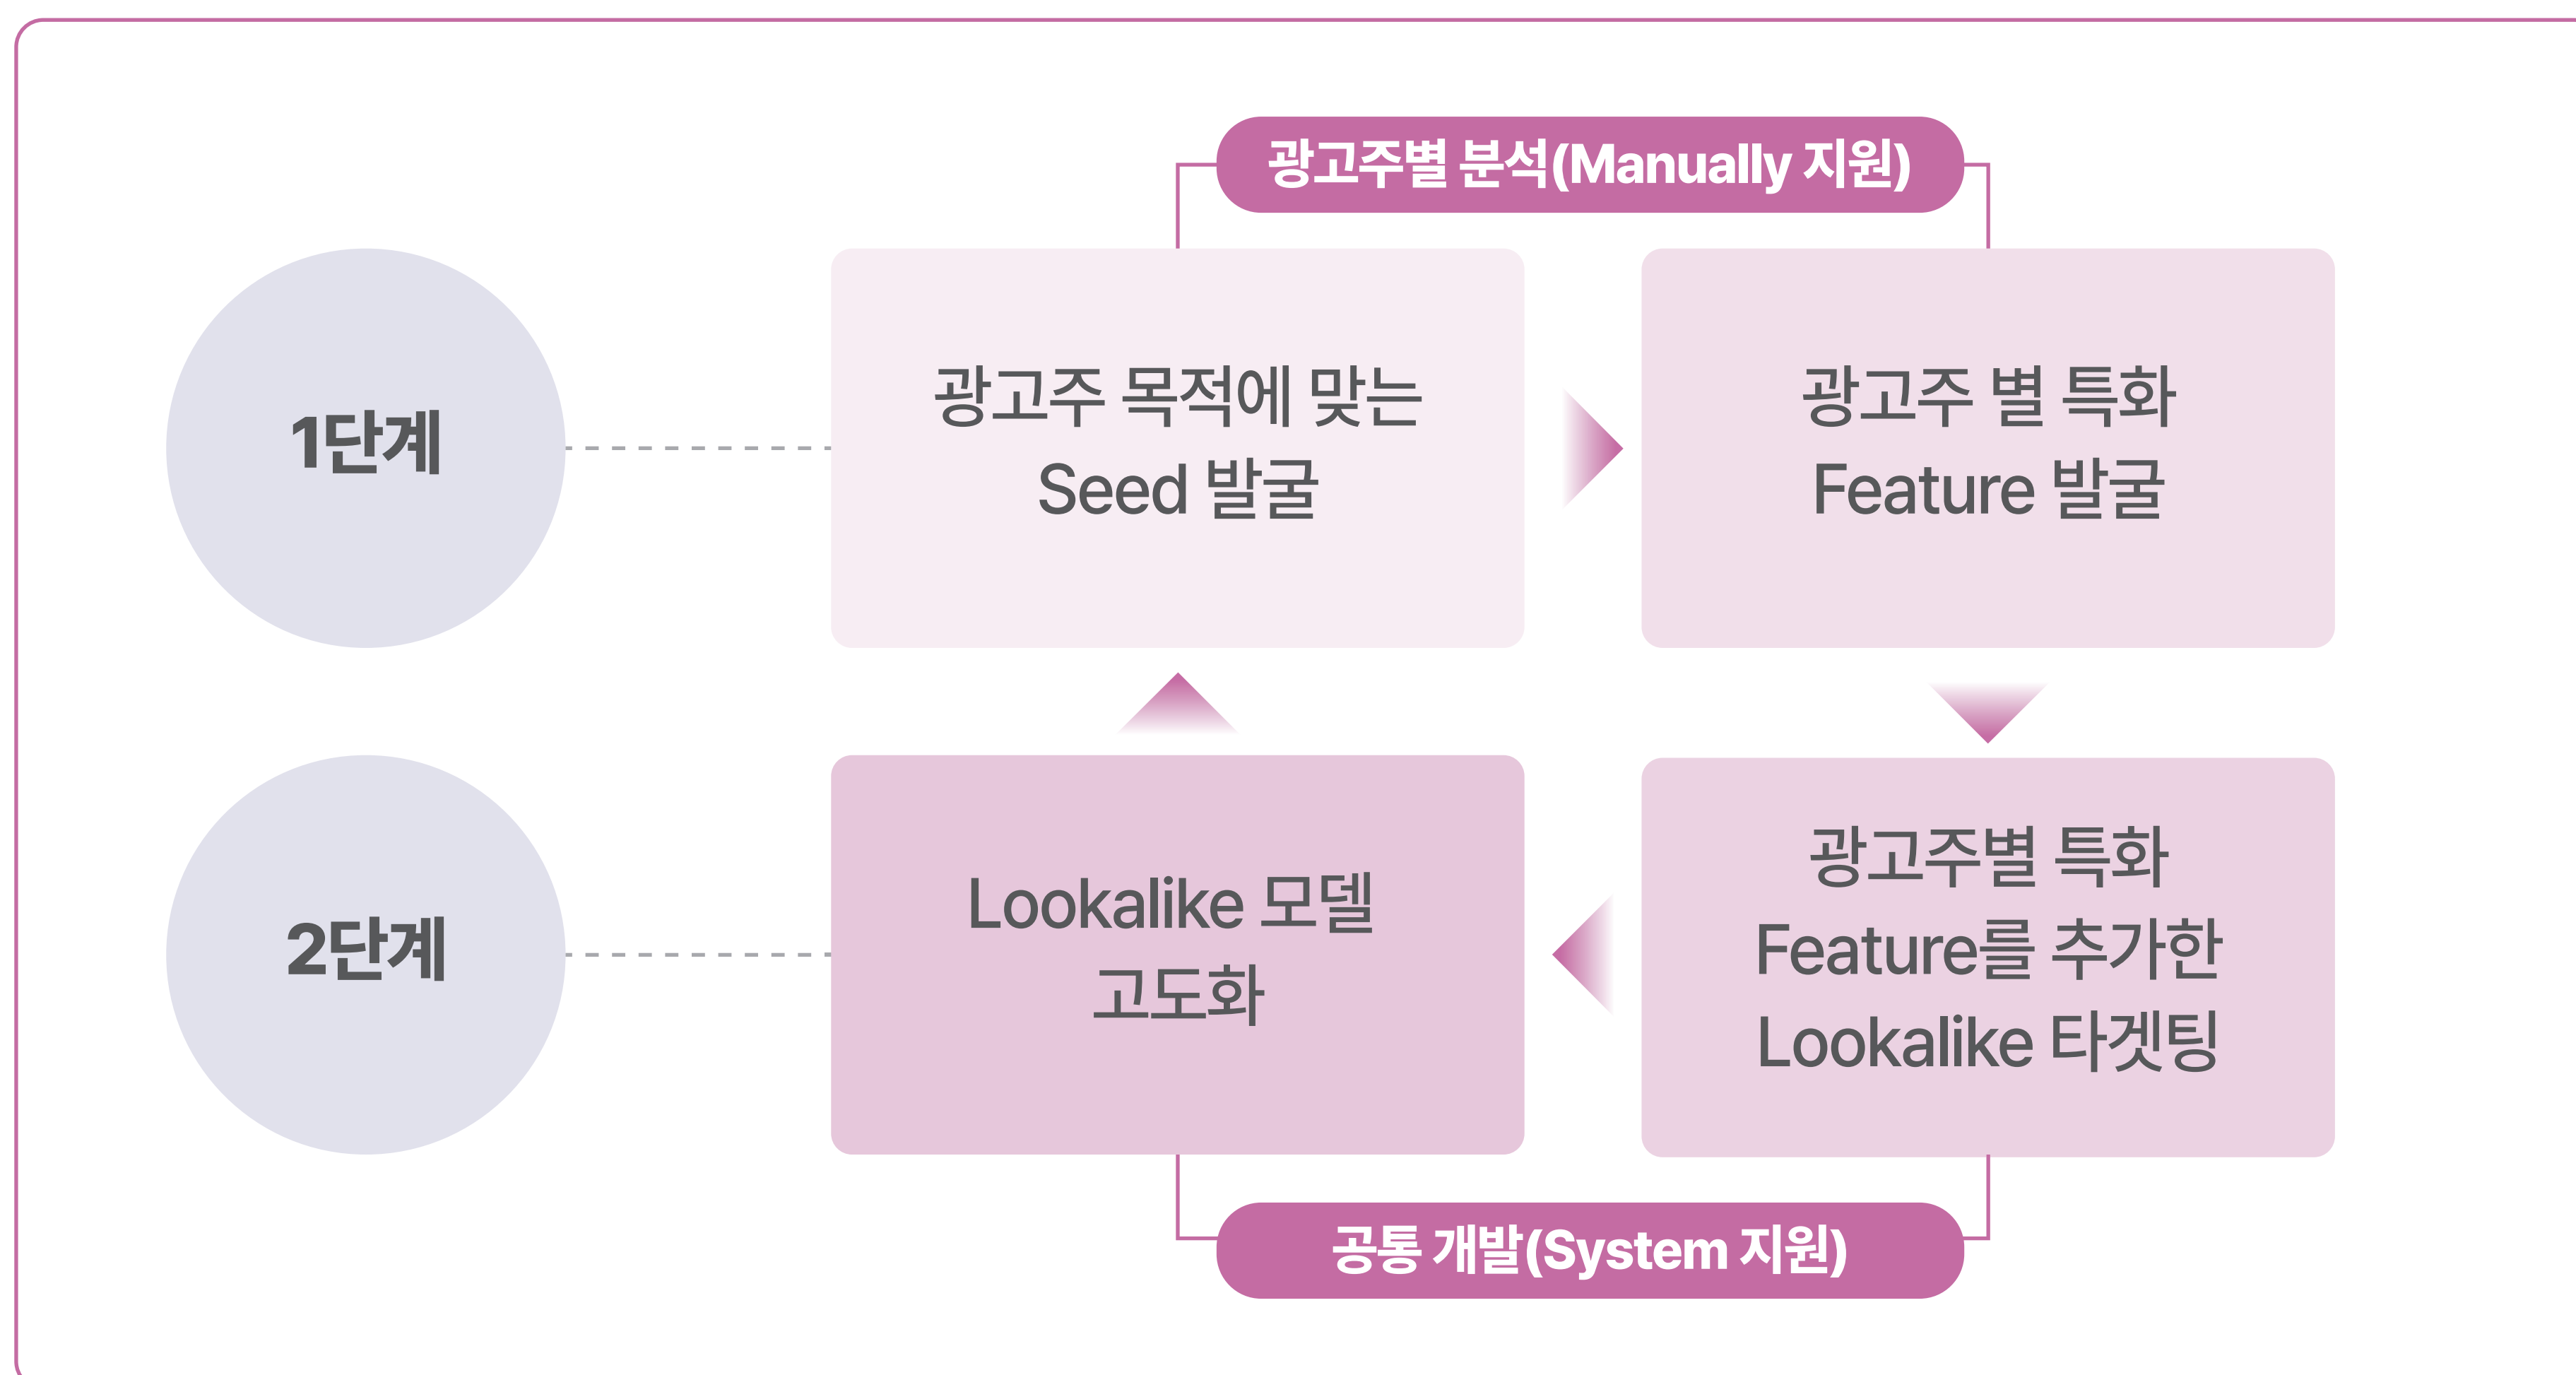 광고주별 분석(Manually 지원)
1단계
광고주 목적에 맞는
Seed 발굴
광고주 별 특화
Feature 발굴
2단계
Lookalike 모델
고도화
광고주별 특화
Feature를 추가한
Lookalike 타겟팅
공통 개발(System 지원)